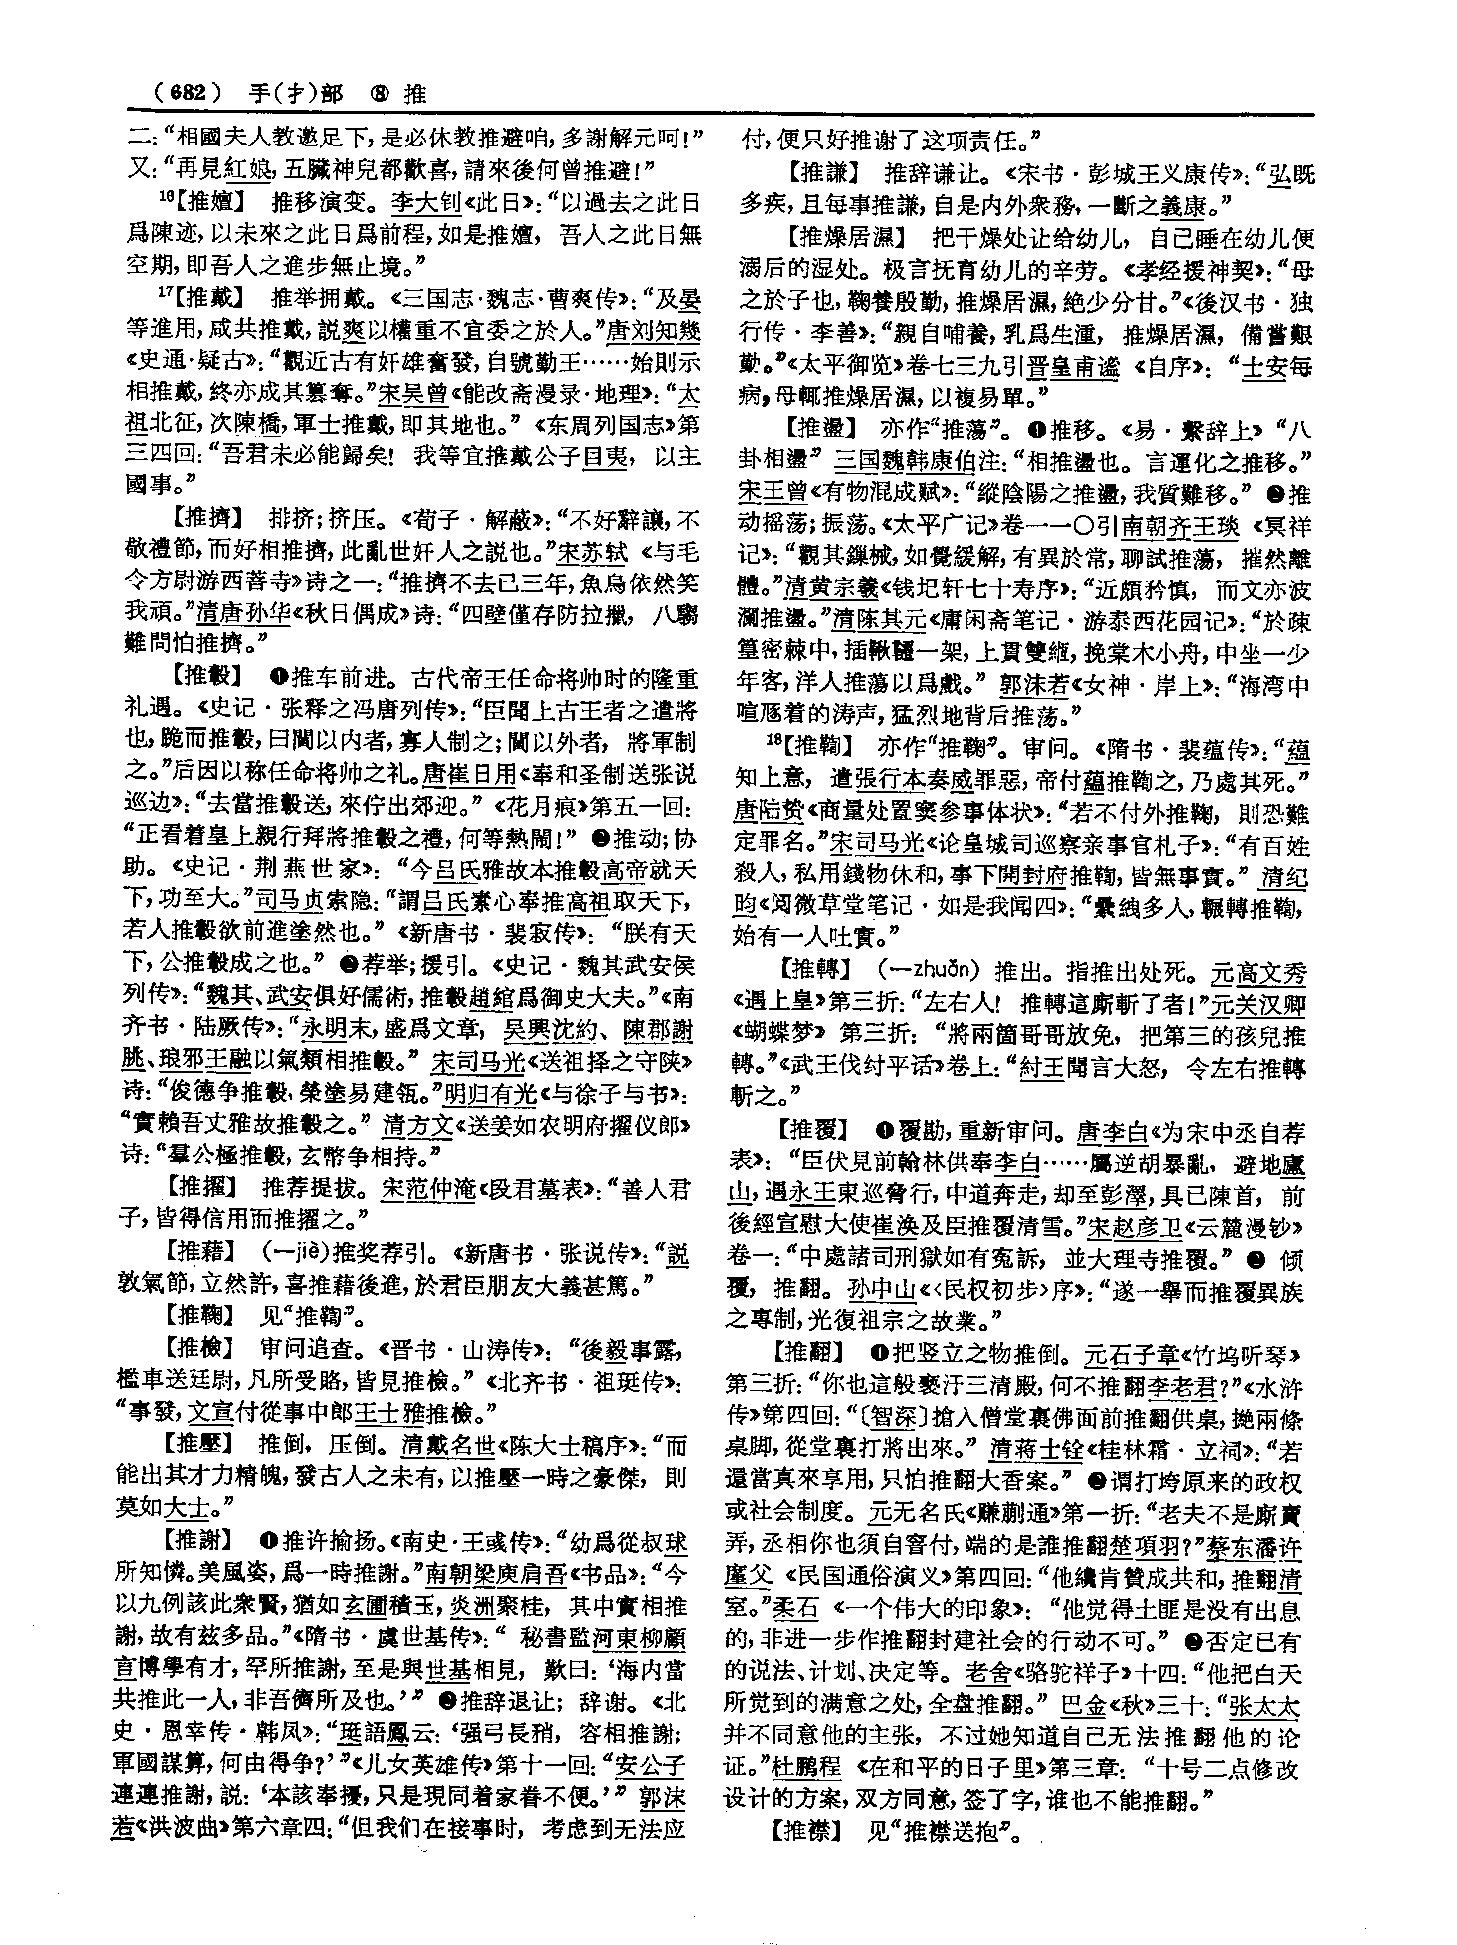 （682） 手(扌)部 ⑧ 推
二：“相國夫人教邀足下，是必休教推避咱，多謝解元呵！”
又：“再見紅娘，五臟神兒都歡喜，請來後何曾推避！”
16【推嬗】 推移演变。李大钊《此日》：“以過去之此日
爲陳迹，以未來之此日爲前程，如是推嬗，吾人之此日無
空期，即吾人之進步無止境。”
17【推戴】 推举拥戴。《三国志·魏志·曹爽传》：“及晏
等進用，咸共推戴，説爽以權重不宜委之於人。”唐刘知幾
《史通·疑古》：“觀近古有奸雄奮發，自號勤王……始則示
相推戴，終亦成其篡奪。”宋吴曾《能改斋漫录·地理》：“太
祖北征，次陳橋，軍士推戴，即其地也。”《东周列国志》第
三四回：“吾君未必能歸矣！我等宜推戴公子目夷，以主
國事。”
【推擠】 排挤；挤压。《荀子·解蔽》：“不好辭讓，不
敬禮節，而好相推擠，此亂世奸人之説也。”宋苏轼《与毛
令方尉游西菩寺》诗之一：“推擠不去已三年，魚鳥依然笑
我頑。”清唐孙华《秋日偶成》诗：“四壁僅存防拉攞，八騶
難問怕推擠。”
【推轂】 ❶推车前进。古代帝王任命将帅时的隆重
礼遇。《史记·张释之冯唐列传》：“臣聞上古王者之遣將
也，跪而推轂，曰閫以内者，寡人制之；閫以外者，將軍制
之。”后因以称任命将帅之礼。唐崔日用《奉和圣制送张说
巡边》：“去當推轂送，來佇出郊迎。”《花月痕》第五一回：
“正看着皇上親行拜將推轂之禮，何等熱鬧！” ❷推动；协
助。《史记·荆燕世家》：“今吕氏雅故本推轂高帝就天
下，功至大。”司马贞索隐：“謂吕氏素心奉推高祖取天下，
若人推轂欲前進塗然也。”《新唐书·裴寂传》：“朕有天
下，公推轂成之也。” ❸荐举；援引。《史记·魏其武安侯
列传》：“魏其、武安俱好儒術，推轂趙綰爲御史大夫。”《南
齐书·陆厥传》：“永明末，盛爲文章，吴興沈約、陳郡謝
朓、琅邪王融以氣類相推轂。”宋司马光《送祖择之守陕》
诗：“俊德争推轂，榮塗易建瓴。”明归有光《与徐子与书》：
“實賴吾丈雅故推轂之。”清方文《送姜如农明府擢仪郎》
诗：“羣公極推轂，玄幣争相持。”
【推擢】 推荐提拔。宋范仲淹《段君墓表》：“善人君
子，皆得信用而推擢之。”
【推藉】 （—jiè）推奖荐引。《新唐书·张说传》：“説
敦氣節，立然許，喜推藉後進，於君臣朋友大義甚篤。”
【推鞫】 见“推鞫”。
【推檢】 审问追查。《晋书·山涛传》：“後毅事露，
檻車送廷尉，凡所受賂，皆見推檢。”《北齐书·祖珽传》：
“事發，文宣付從事中郎王士雅推檢。”
【推壓】 推倒，压倒。清戴名世《陈大士稿序》：“而
能出其才力精魄，發古人之未有，以推壓一時之豪傑，則
莫如大士。”
【推謝】 ❶推许揄扬。《南史·王彧传》：“幼爲從叔球
所知憐。美風姿，爲一時推謝。”南朝梁庾肩吾《书品》：“今
以九例該此衆賢，猶如玄圃積玉，炎洲聚桂，其中實相推
謝，故有兹多品。”《隋书·虞世基传》：“秘書監河東柳顧
言博學有才，罕所推謝，至是與世基相見，歎曰：‘海内當
共推此一人，非吾儕所及也。’” ❷推辞退让；辞谢。《北
史·恩幸传·韩凤》：“珽語鳳云：‘强弓長矟，容相推謝；
軍國謀算，何由得争？’”《儿女英雄传》第十一回：“安公子
連連推謝，説：‘本該奉擾，只是現同着家眷不便。’”郭沫
若《洪波曲》第六章四：“但我们在接事时，考虑到无法应
付，便只好推谢了这项责任。”
【推謙】 推辞谦让。《宋书·彭城王义康传》：“弘既
多疾，且每事推謙，自是内外衆務，一斷之義康。”
【推燥居濕】 把干燥处让给幼儿，自己睡在幼儿便
溺后的湿处。极言抚育幼儿的辛劳。《孝经援神契》：“母
之於子也，鞠養殷勤，推燥居濕，絶少分甘。”《後汉书·独
行传·李善》：“親自哺養，乳爲生湩，推燥居濕，備嘗艱
勤。”《太平御览》卷七三九引晋皇甫谧《自序》：“士安每
病，母輒推燥居濕，以複易單。”
【推盪】 亦作“推蕩”。❶推移。《易·繫辞上》“八
卦相盪”三国魏韩康伯注：“相推盪也。言運化之推移。”
宋王曾《有物混成赋》：“縱陰陽之推盪，我質難移。” ❷推
动摇荡；振荡。《太平广记》卷一一〇引南朝齐王琰《冥祥
记》：“觀其鏁械，如覺緩解，有異於常，聊試推蕩，摧然離
體。”清黄宗羲《钱圯轩七十寿序》：“近頗矜慎，而文亦波
瀾推盪。”清陈其元《庸闲斋笔记·游泰西花园记》：“於疎
篁密棘中，插鞦韆一架，上貫雙絙，挽棠木小舟，中坐一少
年客，洋人推蕩以爲戲。”郭沫若《女神·岸上》：“海湾中
喧豗着的涛声，猛烈地背后推荡。”
18【推鞫】 亦作“推鞠”。审问。《隋书·裴蕴传》：“蘊
知上意，遣張行本奏威罪惡，帝付蘊推鞫之，乃處其死。”
唐陆贽《商量处置窦参事体状》：“若不付外推鞫，則恐難
定罪名。”宋司马光《论皇城司巡察亲事官札子》：“有百姓
殺人，私用錢物休和，事下開封府推鞫，皆無事實。”清纪
昀《阅微草堂笔记·如是我闻四》：“纍絏多人，輾轉推鞫，
始有一人吐實。”
【推轉】 （—zhuǎn）推出。指推出处死。元高文秀
《遇上皇》第三折：“左右人！推轉這廝斬了者！”元关汉卿
《蝴蝶梦》第三折：“將兩箇哥哥放免，把第三的孩兒推
轉。”《武王伐纣平话》卷上：“紂王聞言大怒，令左右推轉
斬之。”
【推覆】 ❶覆勘，重新审问。唐李白《为宋中丞自荐
表》：“臣伏見前翰林供奉李白……屬逆胡暴亂，避地廬
山，遇永王東巡脅行，中道奔走，却至彭澤，具已陳首，前
後經宣慰大使崔渙及臣推覆清雪。”宋赵彦卫《云麓漫钞》
卷一：“中處諸司刑獄如有冤訴，並大理寺推覆。” ❷ 倾
覆，推翻。孙中山《〈民权初步〉序》：“遂一舉而推覆異族
之專制，光復祖宗之故業。”
【推翻】 ❶把竖立之物推倒。元石子章《竹坞听琴》
第三折：“你也這般褻汙三清殿，何不推翻李老君？”《水浒
传》第四回：“〔智深〕搶入僧堂裏佛面前推翻供桌，撧兩條
桌脚，從堂裏打將出來。”清蒋士铨《桂林霜·立祠》：“若
還當真來享用，只怕推翻大香案。” ❷谓打垮原来的政权
或社会制度。元无名氏《賺蒯通》第一折：“老夫不是廝賣
弄，丞相你也須自窨付，端的是誰推翻楚項羽？”蔡东藩许
廑父《民国通俗演义》第四回：“他纔肯贊成共和，推翻清
室。”柔石《一个伟大的印象》：“他觉得土匪是没有出息
的，非进一步作推翻封建社会的行动不可。” ❸否定已有
的说法、计划、决定等。老舍《骆驼祥子》十四：“他把白天
所觉到的满意之处，全盘推翻。”巴金《秋》三十：“张太太
并不同意他的主张，不过她知道自己无法推翻他的论
证。”杜鹏程《在和平的日子里》第三章：“十号二点修改
设计的方案，双方同意，签了字，谁也不能推翻。”
【推襟】 见“推襟送抱”。